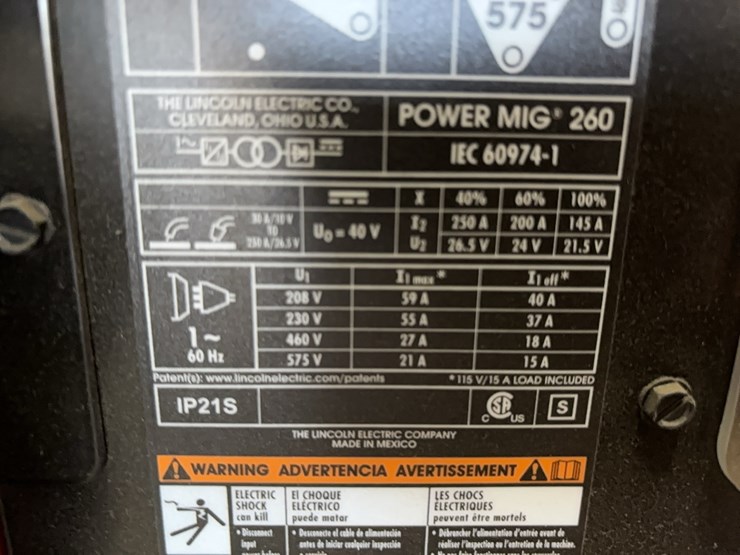 575
THE LINCOLN ELECTRIC CO.
CLEVELAND, OHIO U.S.A.
POWER MIG® 260
1~
IEC 60974-1
X 40% 60% 100%
30 A/10 V
TO
250 A/26.5 V
U0 = 40 V
I2 250 A 200 A 145 A
U2 26.5 V 24 V 21.5 V
U1 I1 max * I1 eff *
208 V 59 A 40 A
230 V 55 A 37 A
460 V 27 A 18 A
575 V 21 A 15 A
1~
60 Hz
Patent(s): www.lincolnelectric.com/patents
* 115 V/15 A LOAD INCLUDED
IP21S
C SA US
S
THE LINCOLN ELECTRIC COMPANY
MADE IN MEXICO
WARNING ADVERTENCIA AVERTISSEMENT
ELECTRIC
SHOCK
can kill
El CHOQUE
ELÉCTRICO
puede matar
LES CHOCS
ÉLECTRIQUES
peuvent être mortels
• Disconnect
input
• Desconecte el cable de alimentación
antes de iniciar cualquier inspección
• Débrancher l'alimentation d'entrée avant de
réaliser l'inspection ou l'entretien de la machine.